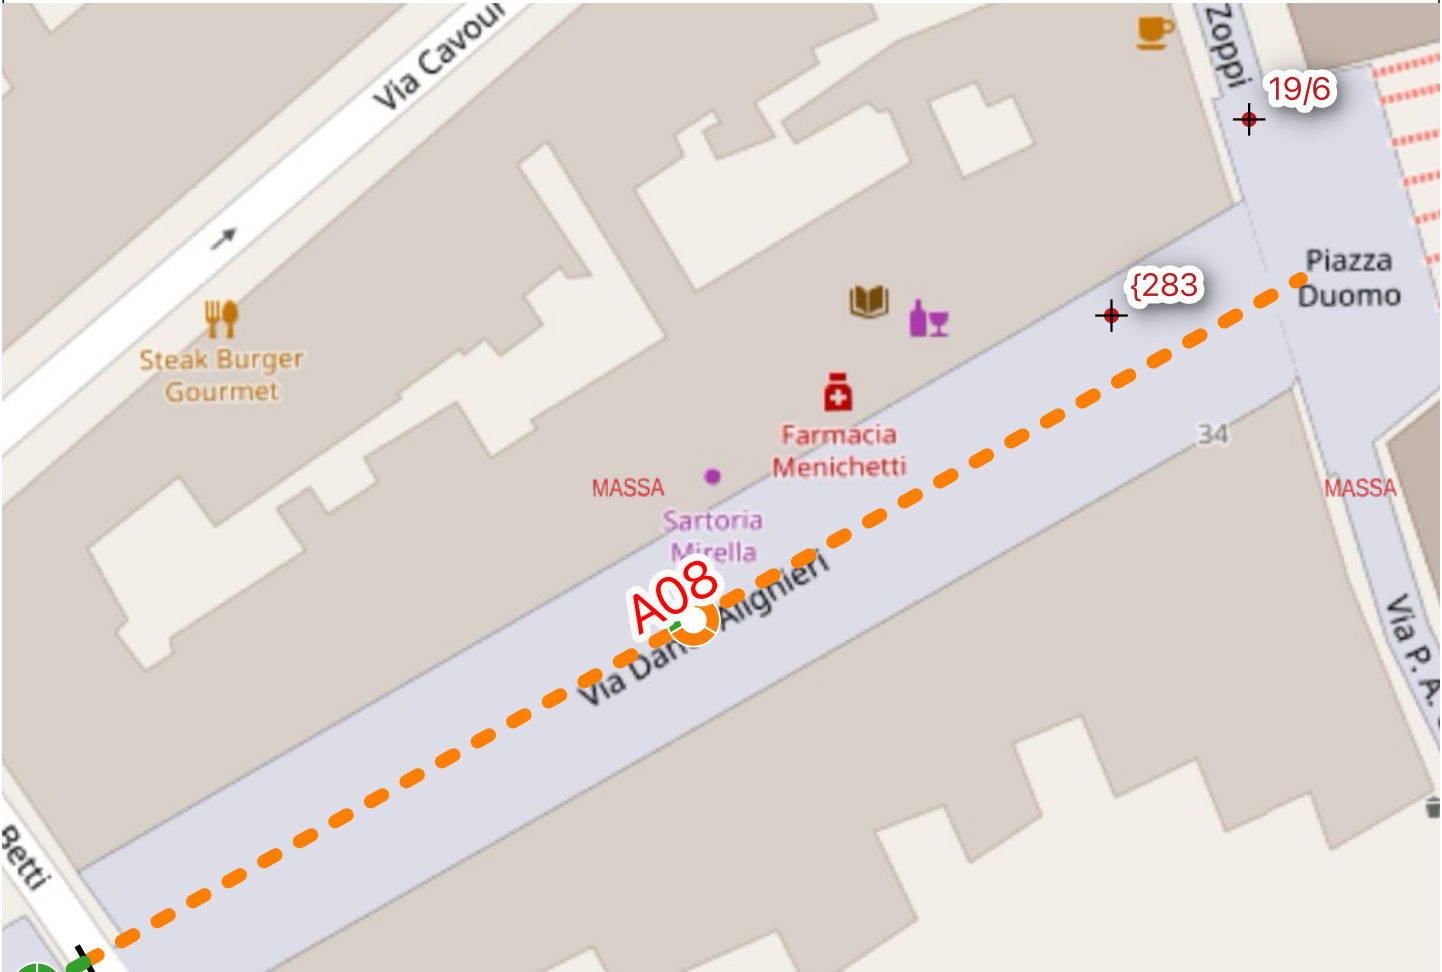 Via Cavour
Zoppi
19/6
Piazza
Duomo
{283
Steak Burger
Gourmet
34
Farmacia
Menichetti
MASSA
MASSA
Sartoria
Mirella
A08
Alighieri
Via
Via P. A.
Betti